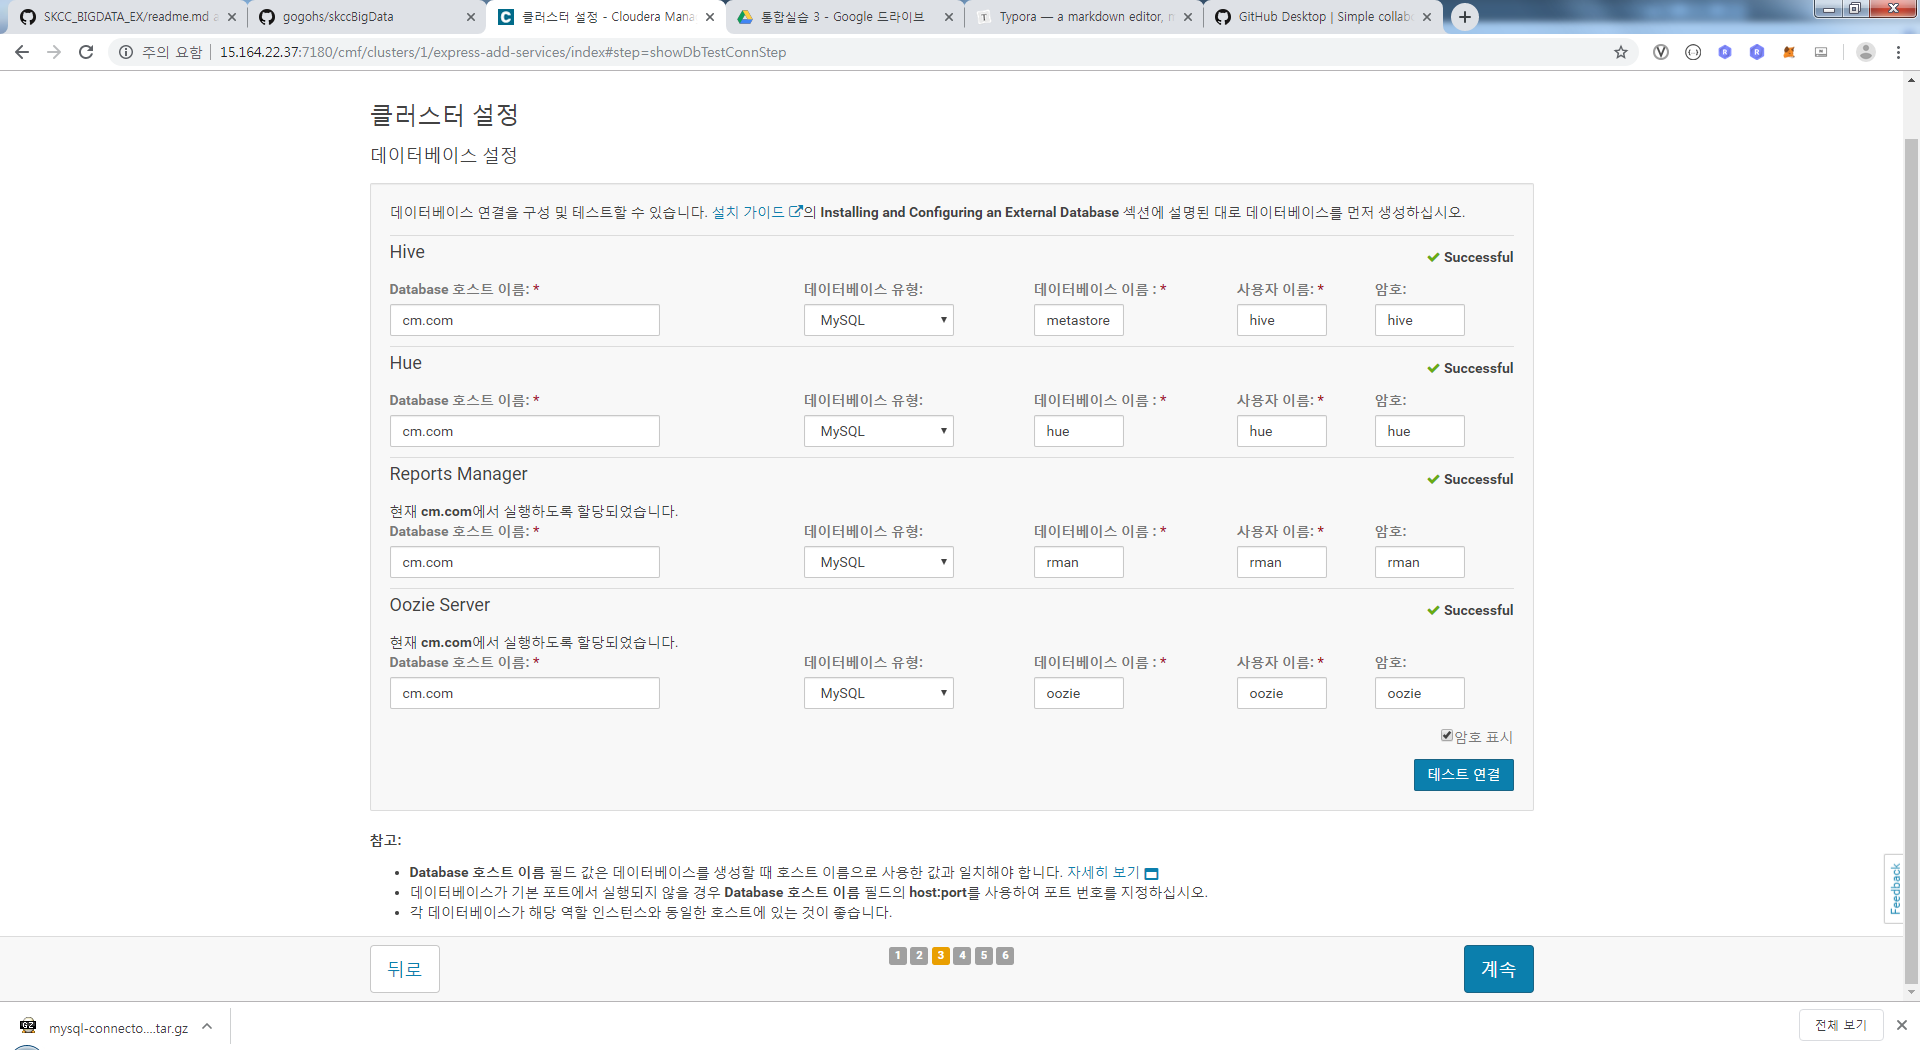 SKCC_BIGDATA_EX/readme.md a
gogohs/skccBigData
클러스터 설정 - Cloudera Mana
통합실습 3 - Google 드라이브
Typora — a markdown editor, m
GitHub Desktop | Simple collab
주의 요함 | 15.164.22.37:7180/cmf/clusters/1/express-add-services/index#step=showDbTestConnStep
클러스터 설정
데이터베이스 설정
데이터베이스 연결을 구성 및 테스트할 수 있습니다. 설치 가이드 의 Installing and Configuring an External Database 섹션에 설명된 대로 데이터베이스를 먼저 생성하십시오.
Hive
Successful
Database 호스트 이름: * 데이터베이스 유형: 데이터베이스 이름 : * 사용자 이름: * 암호:
cm.com MySQL metastore hive hive
Hue
Successful
Database 호스트 이름: * 데이터베이스 유형: 데이터베이스 이름 : * 사용자 이름: * 암호:
cm.com MySQL hue hue hue
Reports Manager
Successful
현재 cm.com에서 실행하도록 할당되었습니다.
Database 호스트 이름: * 데이터베이스 유형: 데이터베이스 이름 : * 사용자 이름: * 암호:
cm.com MySQL rman rman rman
Oozie Server
Successful
현재 cm.com에서 실행하도록 할당되었습니다.
Database 호스트 이름: * 데이터베이스 유형: 데이터베이스 이름 : * 사용자 이름: * 암호:
cm.com MySQL oozie oozie oozie
암호 표시
테스트 연결
참고:
• Database 호스트 이름 필드 값은 데이터베이스를 생성할 때 호스트 이름으로 사용한 값과 일치해야 합니다. 자세히 보기
• 데이터베이스가 기본 포트에서 실행되지 않을 경우 Database 호스트 이름 필드의 host:port를 사용하여 포트 번호를 지정하십시오.
• 각 데이터베이스가 해당 역할 인스턴스와 동일한 호스트에 있는 것이 좋습니다.
Feedback
뒤로
1 2 3 4 5 6
계속
mysql-connecto....tar.gz
전체 보기